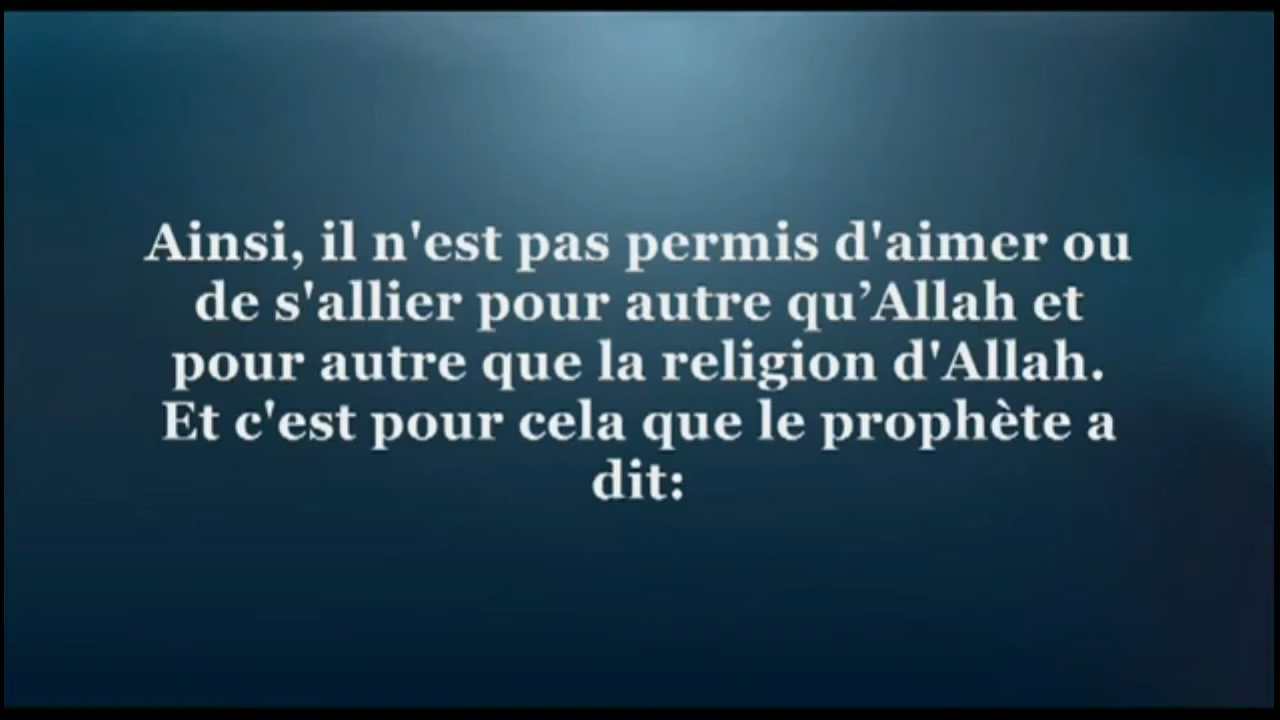 Ainsi, il n'est pas permis d'aimer ou
de s'allier pour autre qu’Allah et
pour autre que la religion d'Allah.
Et c'est pour cela que le prophète a
dit: